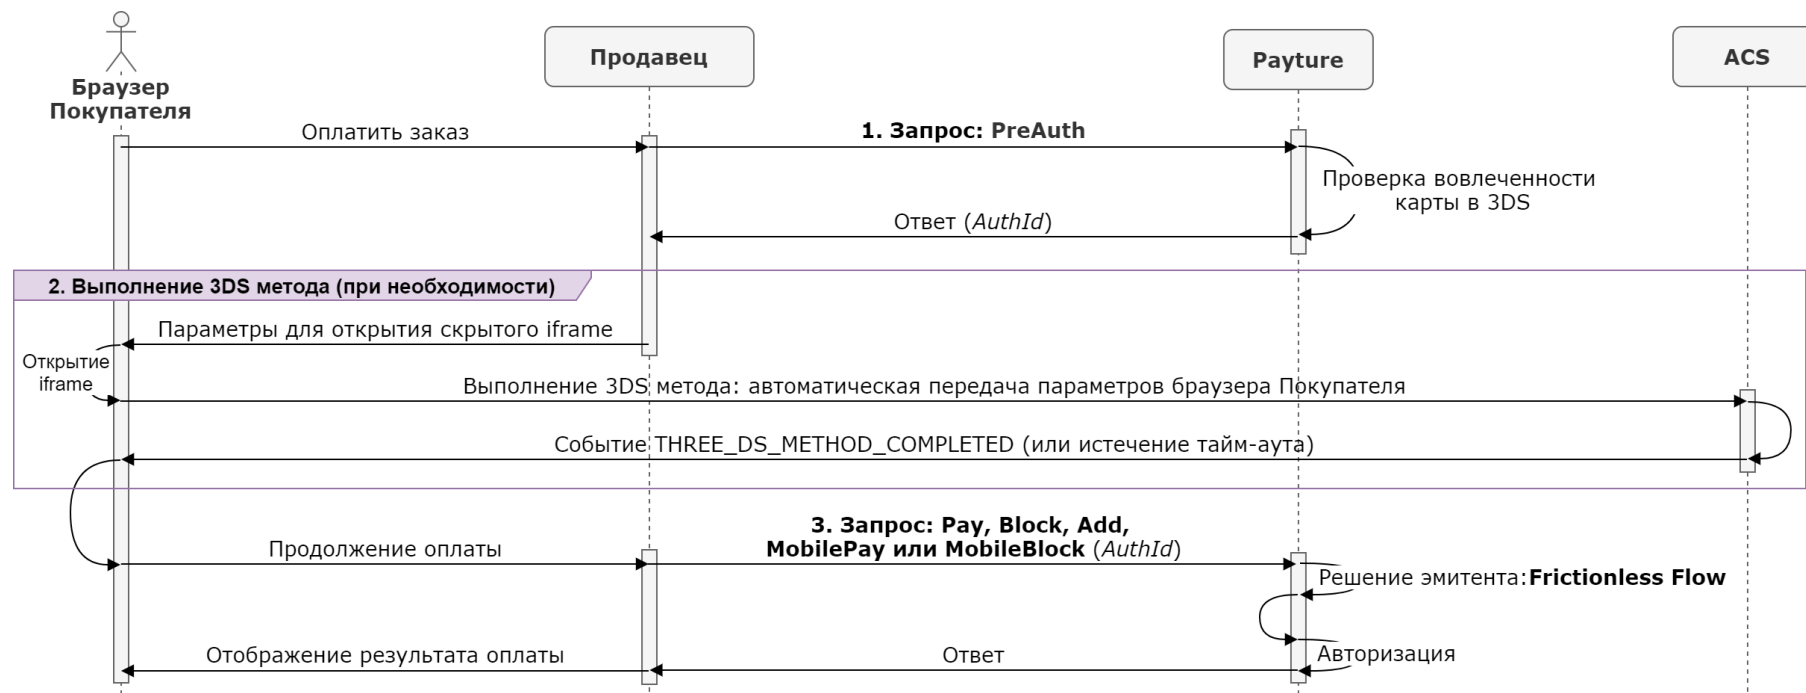 Браузер
Покупателя
Продавец
Payture
ACS
Оплатить заказ
1. Запрос: PreAuth
Проверка вовлеченности
карты в 3DS
Ответ (AuthId)
2. Выполнение 3DS метода (при необходимости)
Параметры для открытия скрытого iframe
Открытие
iframe
Выполнение 3DS метода: автоматическая передача параметров браузера Покупателя
Событие THREE_DS_METHOD_COMPLETED (или истечение тайм-аута)
Продолжение оплаты
3. Запрос: Pay, Block, Add,
MobilePay или MobileBlock (AuthId)
Решение эмитента:Frictionless Flow
Авторизация
Ответ
Отображение результата оплаты